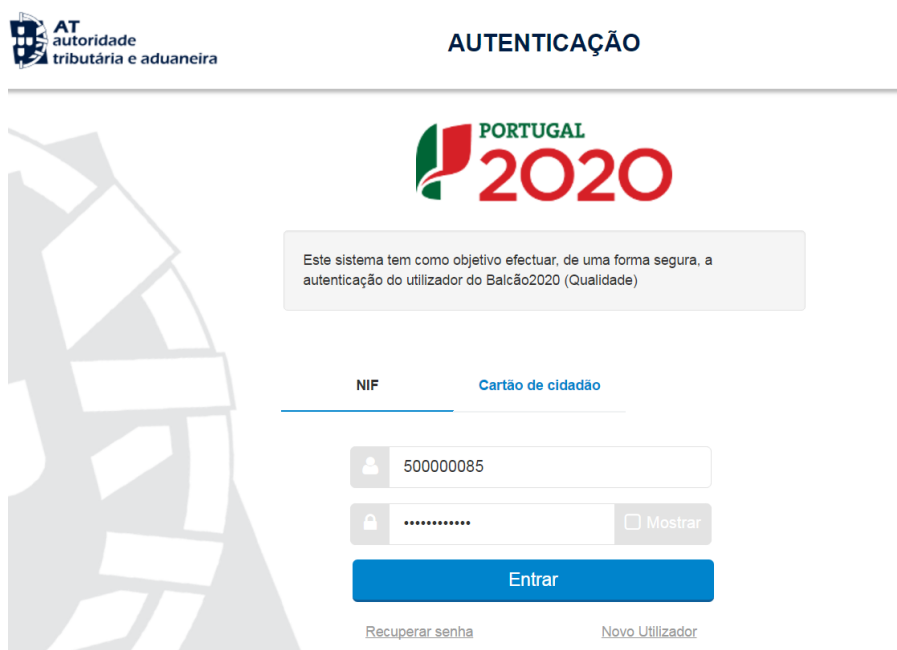 AT
autoridade
tributária e aduaneira
AUTENTICAÇÃO
PORTUGAL
2020
Este sistema tem como objetivo efectuar, de uma forma segura, a
autenticação do utilizador do Balcão2020 (Qualidade)
NIF
Cartão de cidadão
500000085
••••••••••••
Mostrar
Entrar
Recuperar senha
Novo Utilizador